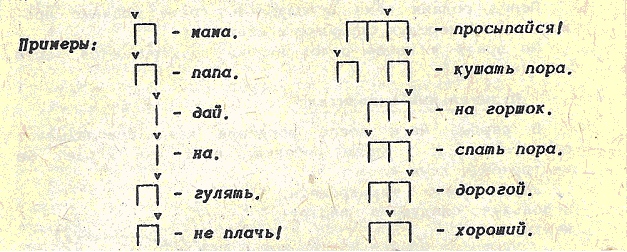 Примеры:
- мама.
- папа.
- дай.
- на.
- гулять.
- не плачь!
- просыпайся!
- кушать пора.
- на горшок.
- спать пора.
- дорогой.
- хороший.